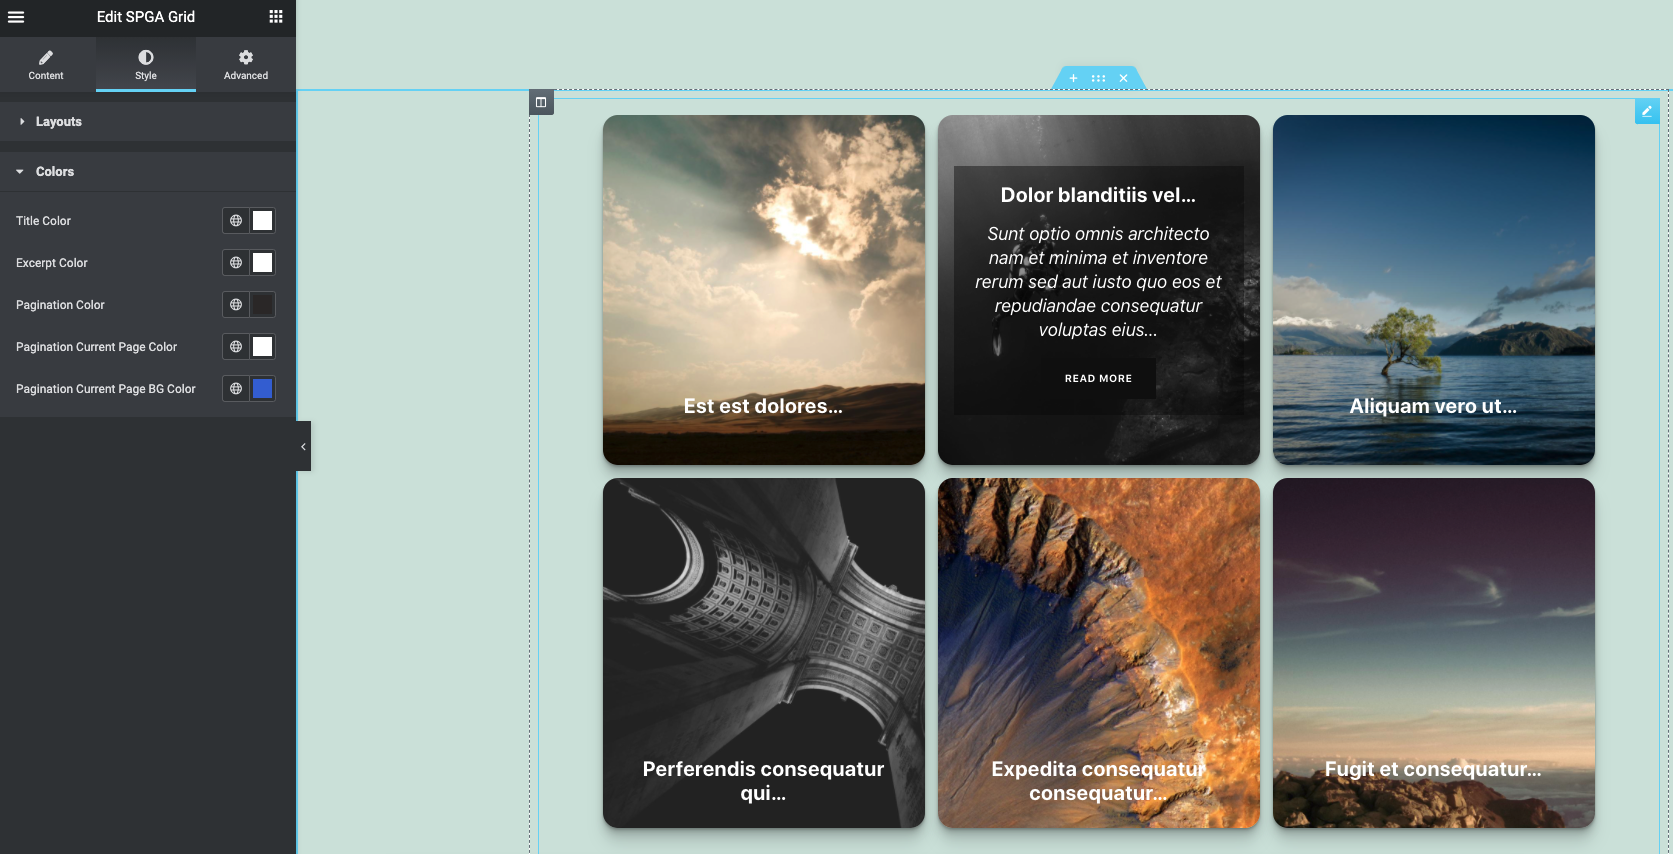 Edit SPGA Grid
Content
Style
Advanced
Layouts
Colors
Title Color
Excerpt Color
Pagination Color
Pagination Current Page Color
Pagination Current Page BG Color
Est est dolores...
Dolor blanditiis vel...
Sunt optio omnis architecto
nam et minima et inventore
rerum sed aut iusto quo eos et
repudiandae consequatur
voluptas eius...
READ MORE
Aliquam vero ut...
Perferendis consequatur
qui...
Expedita consequatur
consequatur...
Fugit et consequatur...